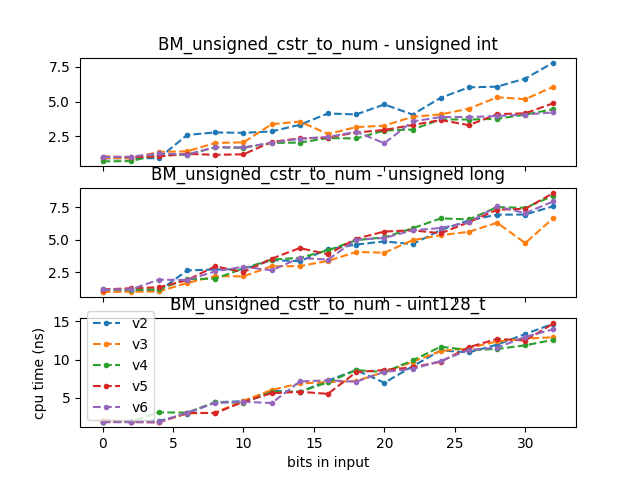 BM_unsigned_cstr_to_num - unsigned int
7.5
5.0
2.5
BM_unsigned_cstr_to_num - unsigned long
7.5
5.0
2.5
BM_unsigned_cstr_to_num - uint128_t
15
10
5
cpu time (ns)
v2
v3
v4
v5
v6
0 5 10 15 20 25 30
bits in input